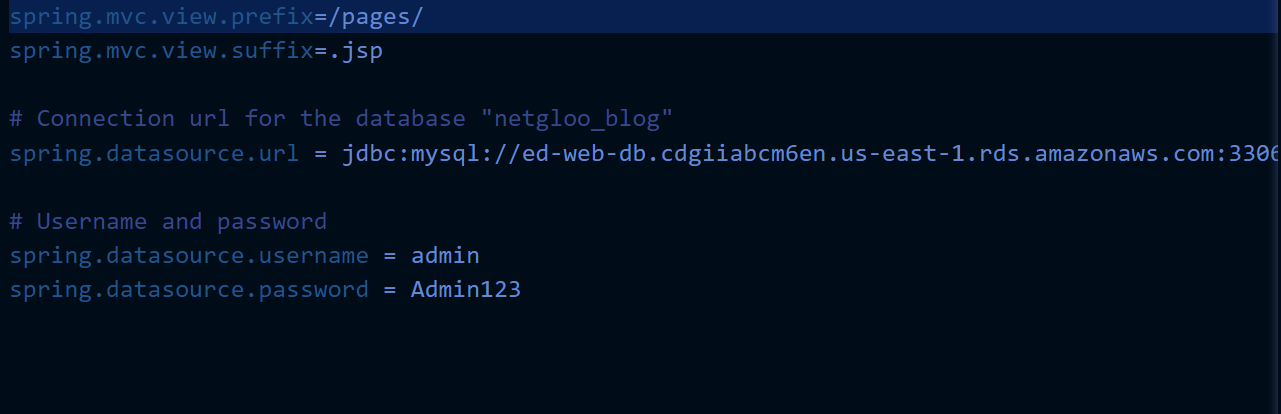 spring.mvc.view.prefix=/pages/
spring.mvc.view.suffix=.jsp
# Connection url for the database "netgloo_blog"
spring.datasource.url = jdbc:mysql://ed-web-db.cdgiiabcm6en.us-east-1.rds.amazonaws.com:3306
# Username and password
spring.datasource.username = admin
spring.datasource.password = Admin123